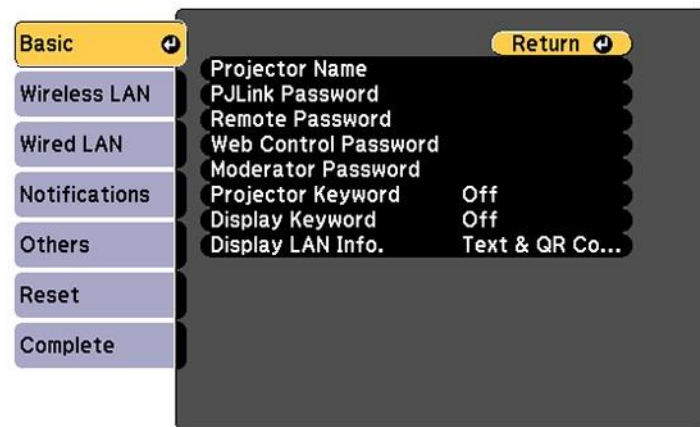 Basic
Wireless LAN
Wired LAN
Notifications
Others
Reset
Complete
Return
Projector Name
PJLink Password
Remote Password
Web Control Password
Moderator Password
Projector Keyword Off
Display Keyword Off
Display LAN Info. Text & QR Co...